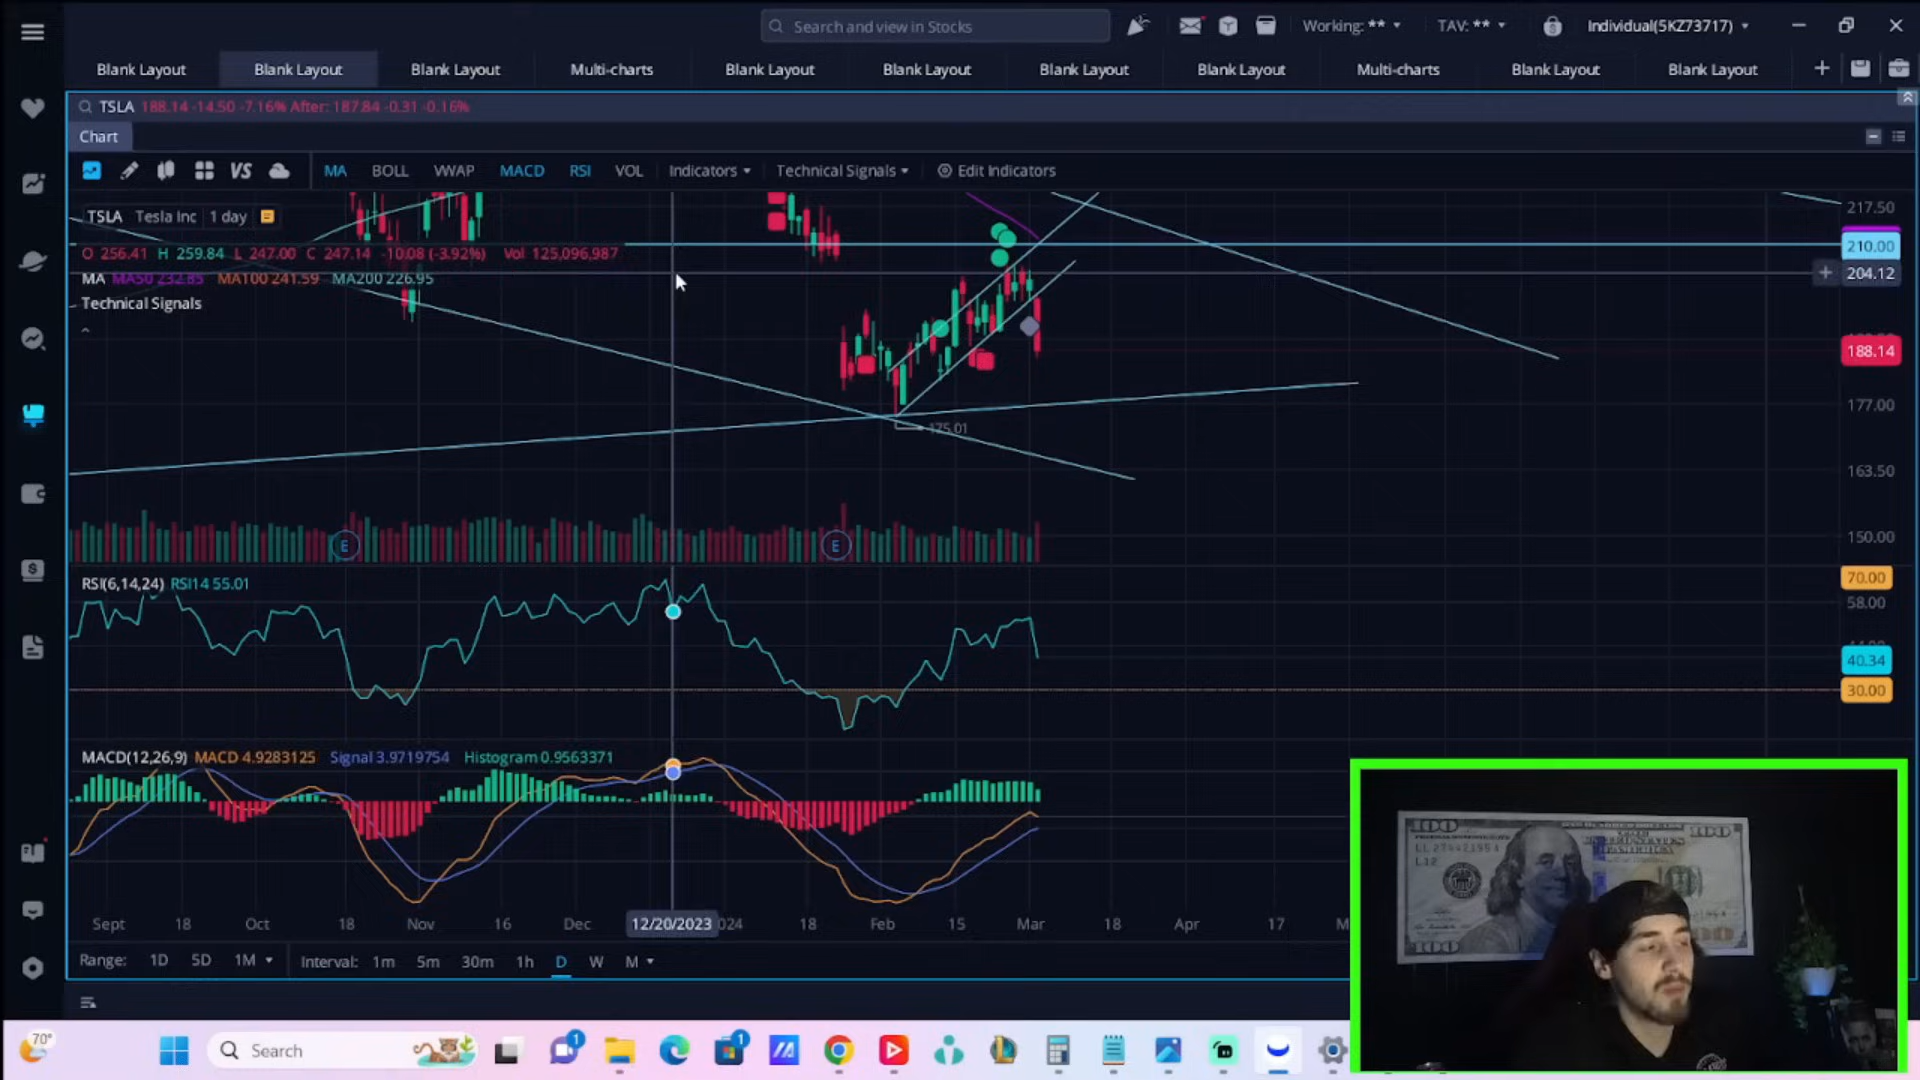 Search and view in Stocks
Working: **
TAV: **
Individual(5KZ73717)
Blank Layout Blank Layout Blank Layout Multi-charts Blank Layout Blank Layout Blank Layout Blank Layout Multi-charts Blank Layout Blank Layout
TSLA 188.14 -14.50 -7.16% After: 187.84 -0.31 -0.16%
Chart
VS MA BOLL VWAP MACD RSI VOL Indicators Technical Signals Edit Indicators
TSLA Tesla Inc 1 day
217.50
210.00
O 256.41 H 259.84 L 247.00 C 247.14 -10.08 (-3.92%) Vol 125,096,987
204.12
MA MA50 232.85 MA100 241.59 MA200 226.95
Technical Signals
188.14
177.00
175.01
163.50
150.00
E E
RSI(6,14,24) RSI14 55.01
70.00
58.00
40.34
30.00
MACD(12,26,9) MACD 4.9283125 Signal 3.9719754 Histogram 0.9563371
Sept 18 Oct 18 Nov 16 Dec 12/20/2023 024 18 Feb 15 Mar 18 Apr 17 M
Range: 1D 5D 1M Interval: 1m 5m 30m 1h D W M
70°
Search
1
1
100
100
100